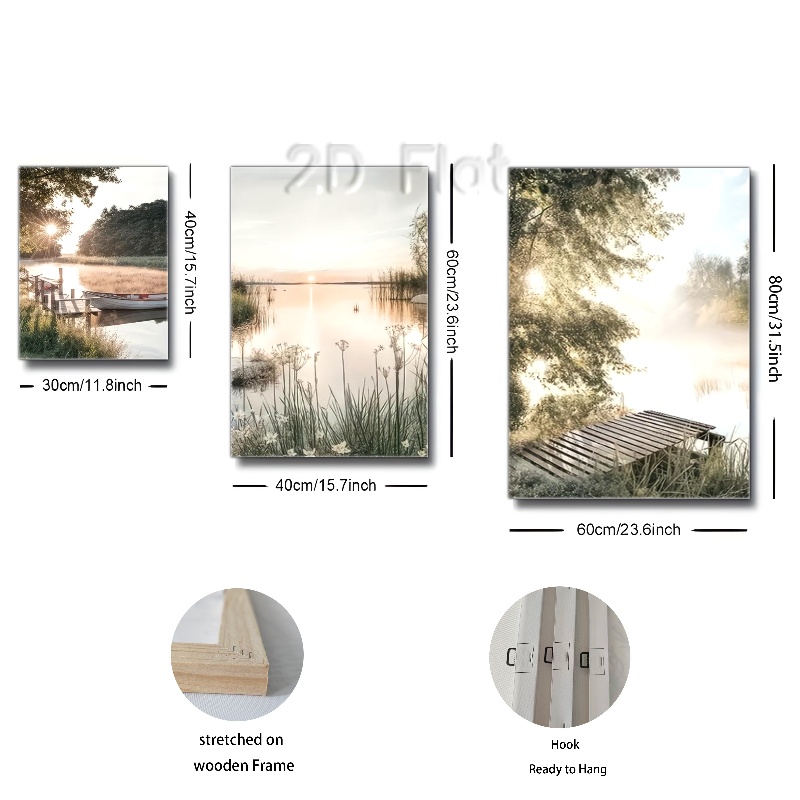 2D Flat
40cm/15.7inch
30cm/11.8inch
60cm/23.6inch
40cm/15.7inch
80cm/31.5inch
60cm/23.6inch
stretched on
wooden Frame
Hook
Ready to Hang